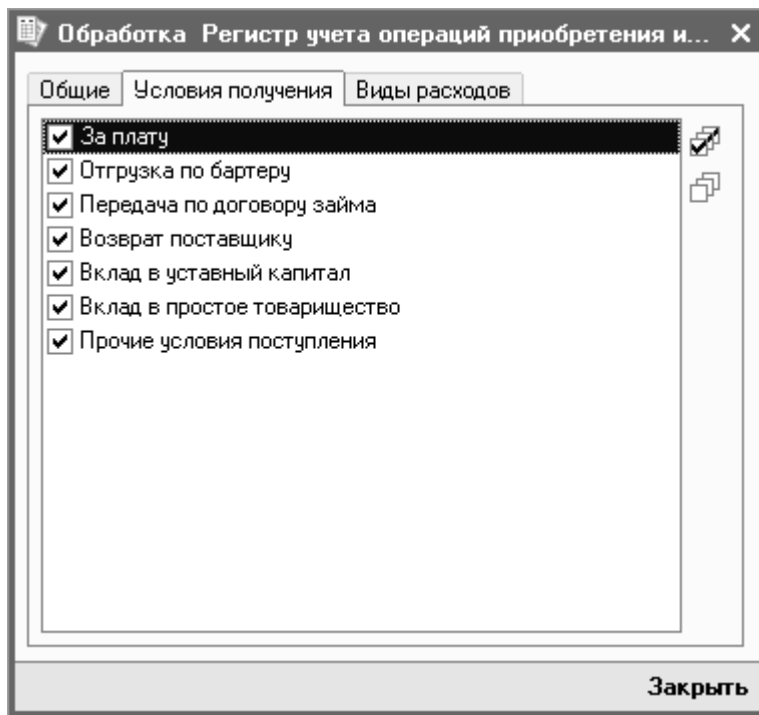 Обработка Регистр учета операций приобретения и...
Общие Условия получения Виды расходов
За плату
Отгрузка по бартеру
Передача по договору займа
Возврат поставщику
Вклад в уставный капитал
Вклад в простое товарищество
Прочие условия поступления
Закрыть